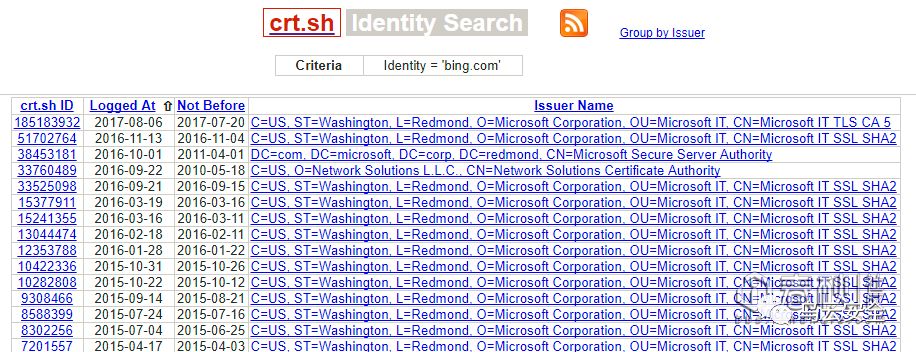 crt.sh Identity Search
Group by Issuer
Criteria Identity = 'bing.com'
crt.sh ID Logged At ⇧ Not Before Issuer Name
185183932 2017-08-06 2017-07-20 C=US, ST=Washington, L=Redmond, O=Microsoft Corporation, OU=Microsoft IT, CN=Microsoft IT TLS CA 5
51702764 2016-11-13 2016-11-04 C=US, ST=Washington, L=Redmond, O=Microsoft Corporation, OU=Microsoft IT, CN=Microsoft IT SSL SHA2
38453181 2016-10-01 2011-04-01 DC=com, DC=microsoft, DC=corp, DC=redmond, CN=Microsoft Secure Server Authority
33760489 2016-09-22 2010-05-18 C=US, O=Network Solutions L.L.C., CN=Network Solutions Certificate Authority
33525098 2016-09-21 2016-09-15 C=US, ST=Washington, L=Redmond, O=Microsoft Corporation, OU=Microsoft IT, CN=Microsoft IT SSL SHA2
15377911 2016-03-19 2016-03-16 C=US, ST=Washington, L=Redmond, O=Microsoft Corporation, OU=Microsoft IT, CN=Microsoft IT SSL SHA2
15241355 2016-03-16 2016-03-11 C=US, ST=Washington, L=Redmond, O=Microsoft Corporation, OU=Microsoft IT, CN=Microsoft IT SSL SHA2
13044474 2016-02-18 2016-02-11 C=US, ST=Washington, L=Redmond, O=Microsoft Corporation, OU=Microsoft IT, CN=Microsoft IT SSL SHA2
12353788 2016-01-28 2016-01-22 C=US, ST=Washington, L=Redmond, O=Microsoft Corporation, OU=Microsoft IT, CN=Microsoft IT SSL SHA2
10422336 2015-10-31 2015-10-26 C=US, ST=Washington, L=Redmond, O=Microsoft Corporation, OU=Microsoft IT, CN=Microsoft IT SSL SHA2
10282808 2015-10-22 2015-10-12 C=US, ST=Washington, L=Redmond, O=Microsoft Corporation, OU=Microsoft IT, CN=Microsoft IT SSL SHA2
9308466 2015-09-14 2015-08-21 C=US, ST=Washington, L=Redmond, O=Microsoft Corporation, OU=Microsoft IT,
8588399 2015-07-24 2015-07-16 C=US, ST=Washington, L=Redmond, O=Microsoft Corporation, OU=Microsoft IT,
8302256 2015-07-04 2015-06-25 C=US, ST=Washington, L=Redmond, O=Microsoft Corporation, OU=Microsoft IT,
7201557 2015-04-17 2015-04-03 C=US, ST=Washington, L=Redmond, O=Microsoft Corporation, OU=Microsoft IT, CN=Microsoft IT SSL SHA2